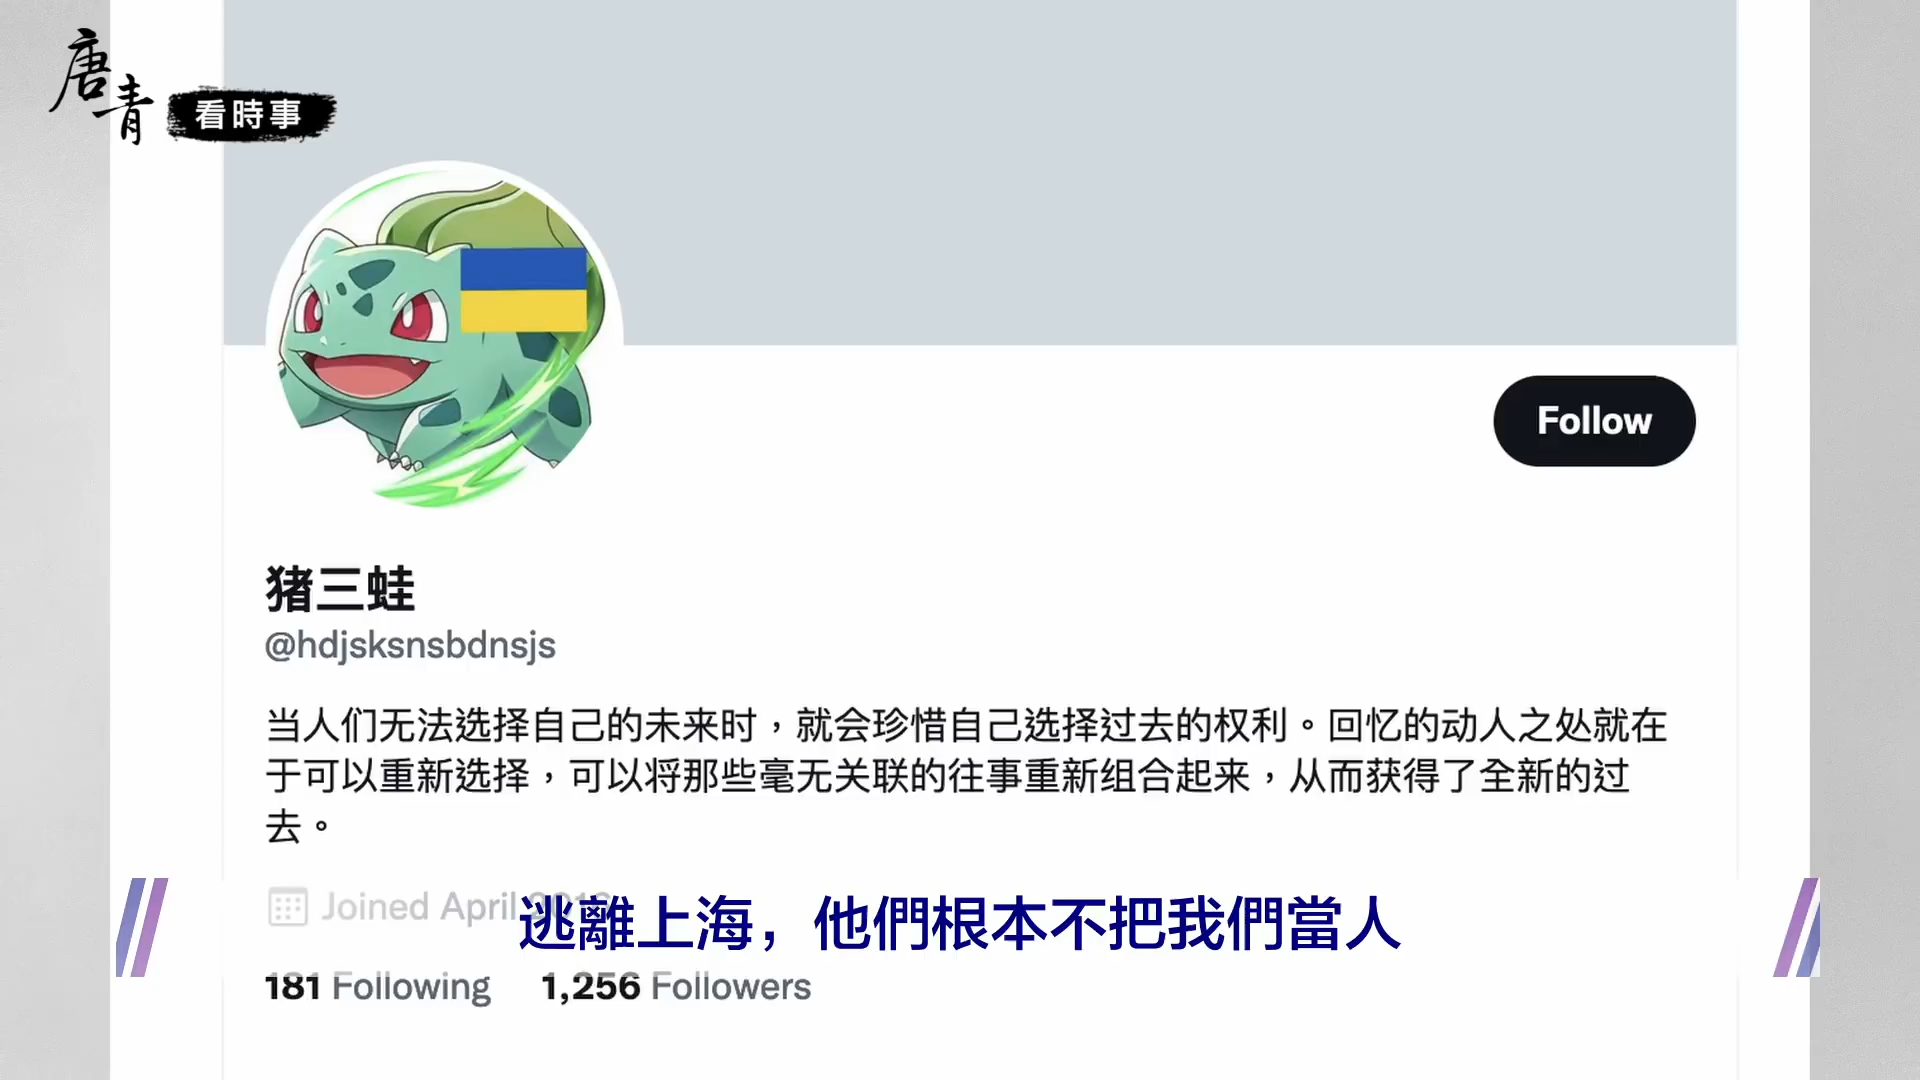 唐青
看時事
Follow
猪三蛙
@hdjsksnsbdnsjs
当人们无法选择自己的未来时，就会珍惜自己选择过去的权利。回忆的动人之处就在
于可以重新选择，可以将那些毫无关联的往事重新组合起来，从而获得了全新的过
去。
Joined April
逃離上海，他們根本不把我們當人
181 Following 1,256 Followers